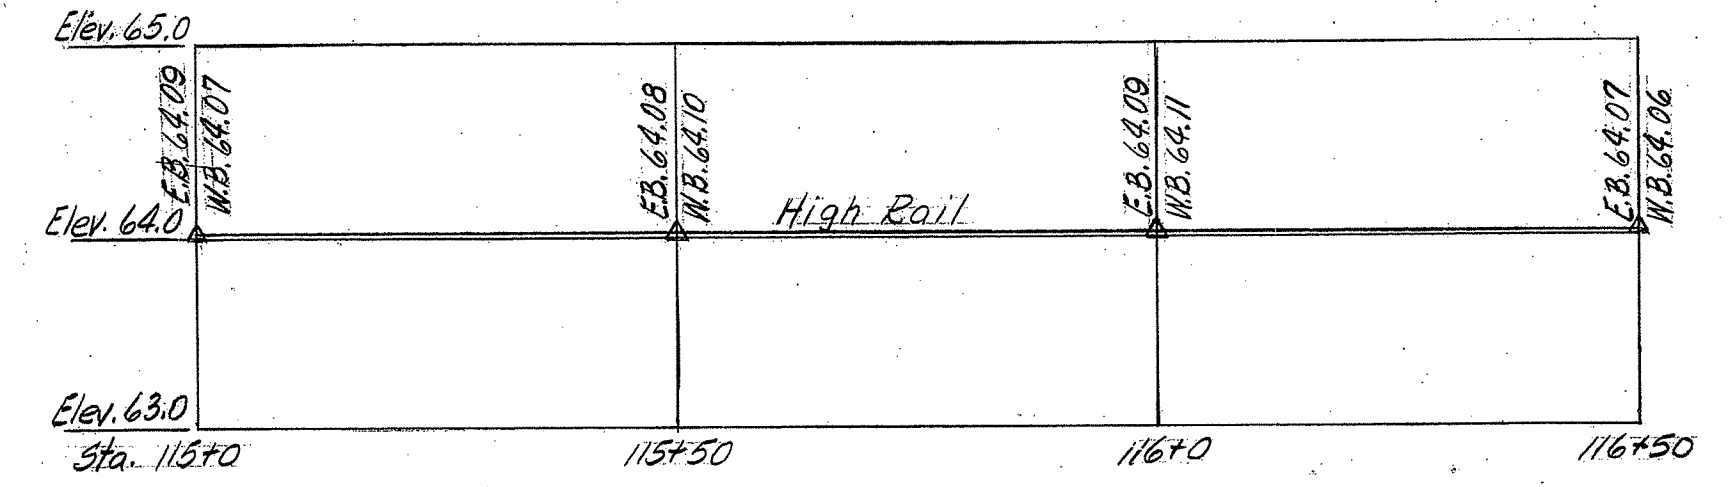 Elev. 65.0
E.B. 64.09
W.B. 64.07
E.B. 64.08
W.B. 64.10
E.B. 64.09
W.B. 64.11
E.B. 64.07
W.B. 64.06
Elev. 64.0
High Rail
Elev. 63.0
Sta. 115+0
115+50
116+0
116+50